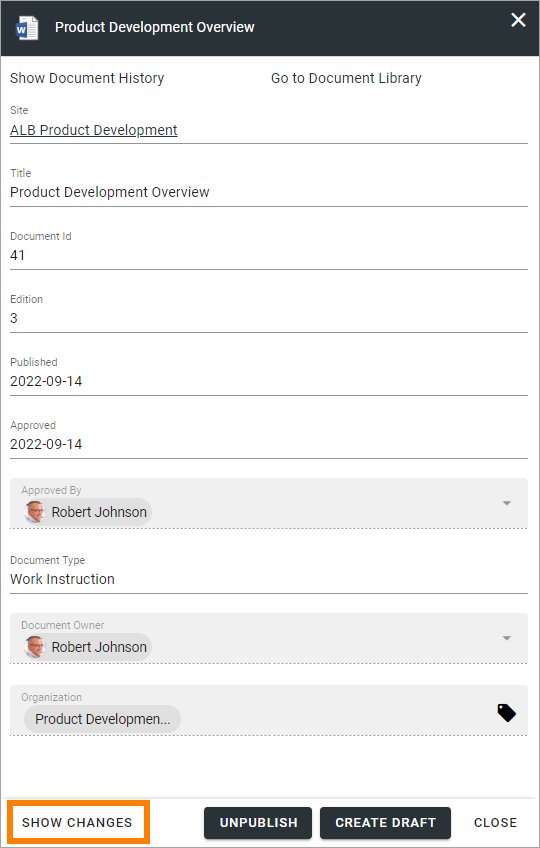 W
Product Development Overview
Show Document History
Go to Document Library
Site
ALB Product Development
Title
Product Development Overview
Document Id
41
Edition
3
Published
2022-09-14
Approved
2022-09-14
Approved By
Robert Johnson
Document Type
Work Instruction
Document Owner
Robert Johnson
Organization
Product Developmen...
SHOW CHANGES
UNPUBLISH
CREATE DRAFT
CLOSE